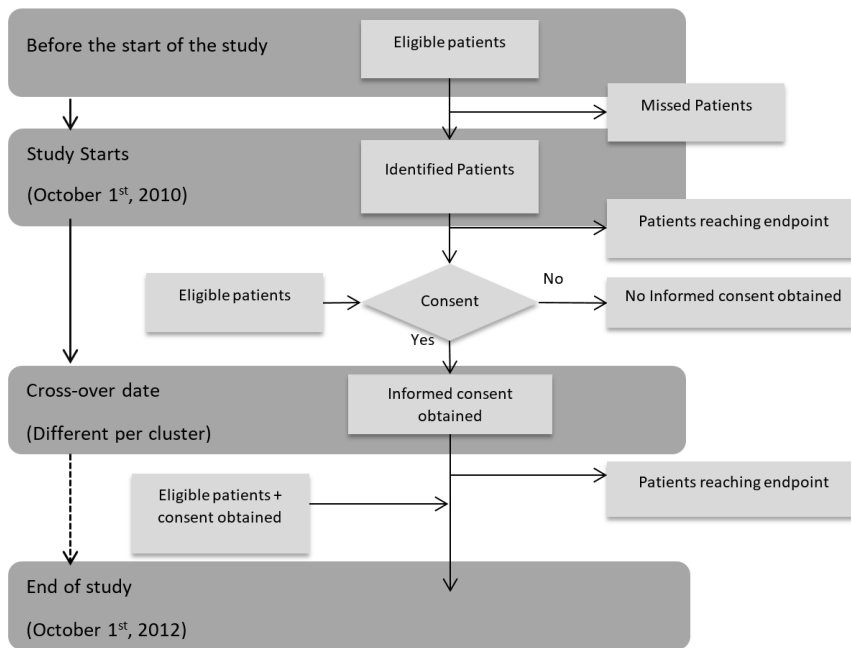 Before the start of the study
Eligible patients
Missed Patients
Study Starts
(October 1st, 2010)
Identified Patients
Patients reaching endpoint
Eligible patients
Consent
No
No Informed consent obtained
Yes
Cross-over date
(Different per cluster)
Informed consent
obtained
Patients reaching endpoint
Eligible patients +
consent obtained
End of study
(October 1st, 2012)